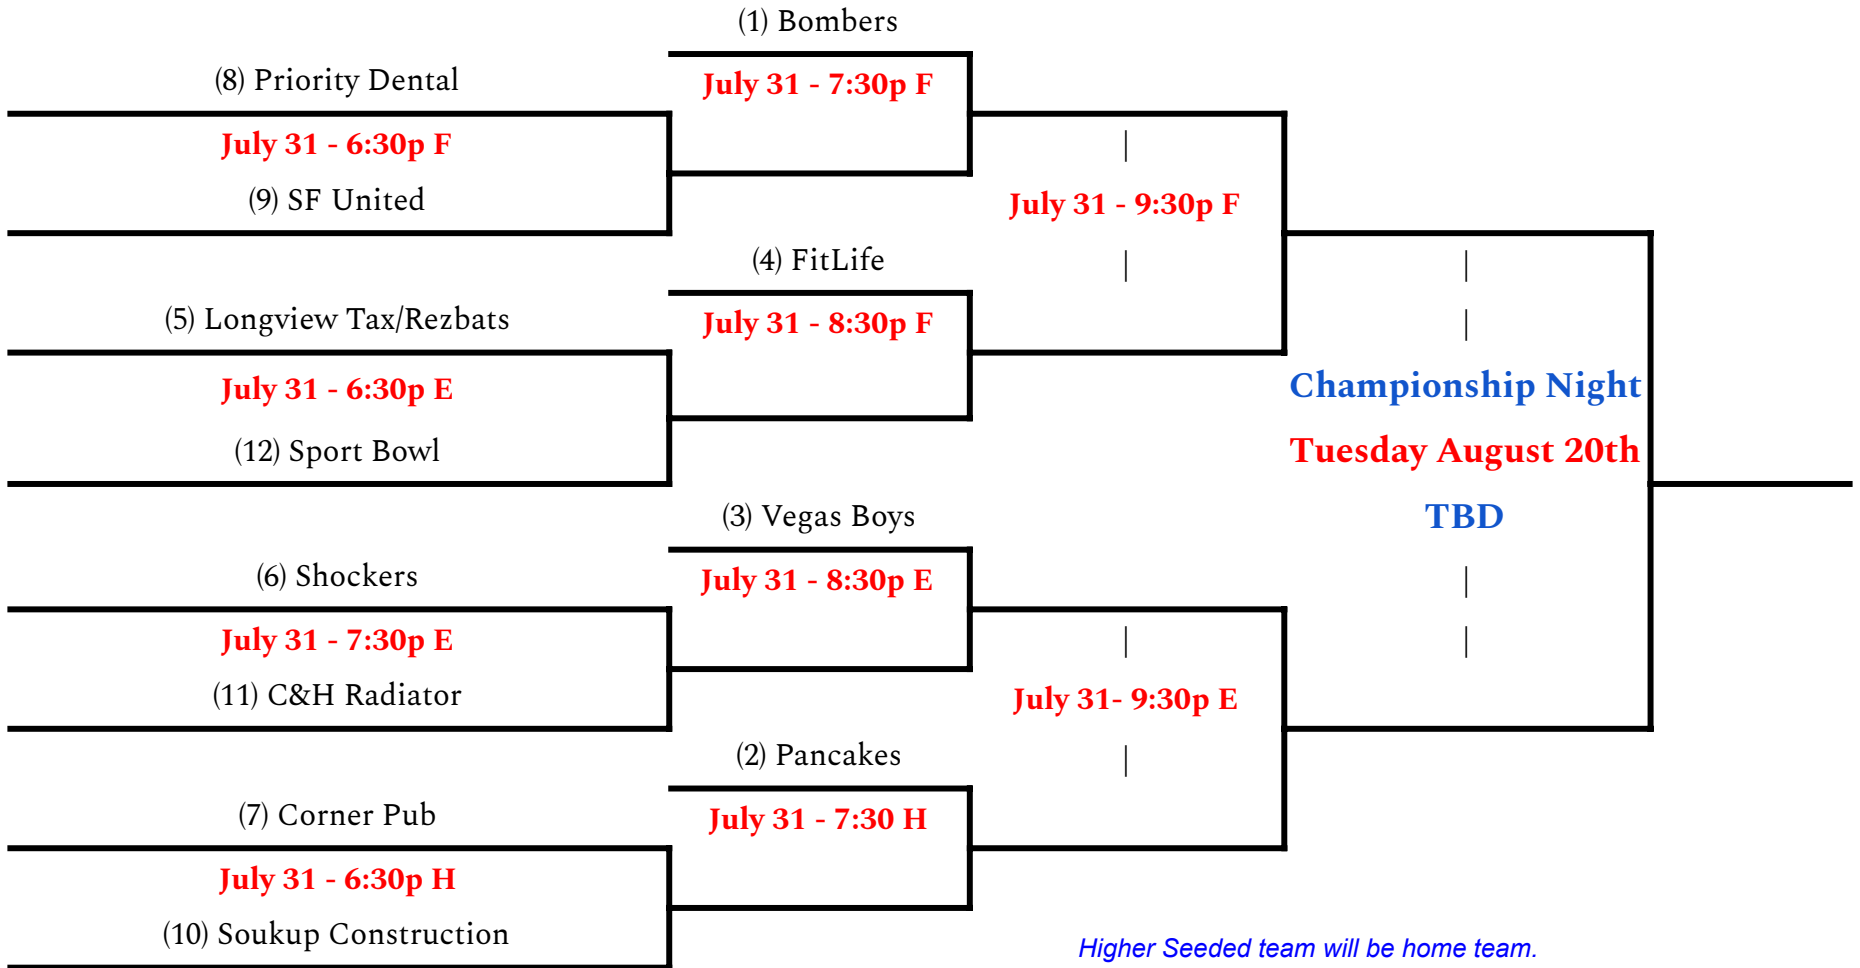 (1) Bombers
(8) Priority Dental
July 31 - 7:30p F
July 31 - 6:30p F
(9) SF United
July 31 - 9:30p F
(4) FitLife
(5) Longview Tax/Rezbats
July 31 - 8:30p F
July 31 - 6:30p E
Championship Night
(12) Sport Bowl
Tuesday August 20th
(3) Vegas Boys
TBD
(6) Shockers
July 31 - 8:30p E
July 31 - 7:30p E
(11) C&H Radiator
July 31- 9:30p E
(2) Pancakes
(7) Corner Pub
July 31 - 7:30 H
July 31 - 6:30p H
(10) Soukup Construction
Higher Seeded team will be home team.